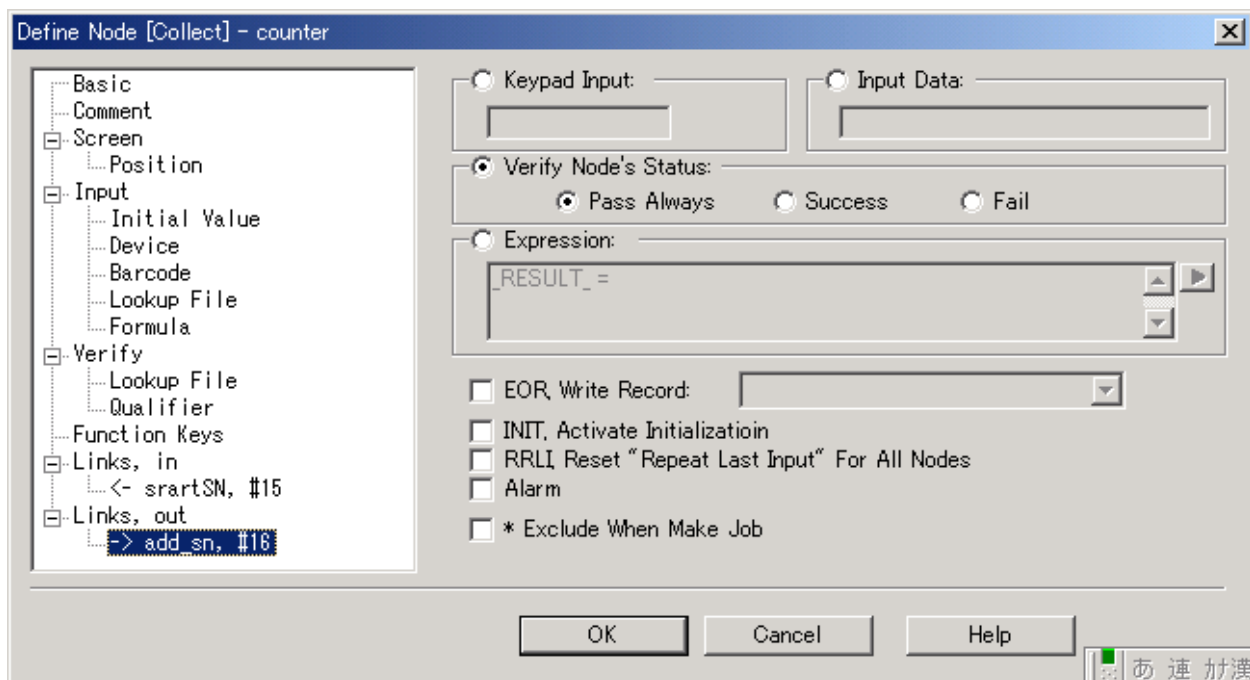 Define Node [Collect] - counter
Basic
Comment
Screen
Position
Input
Initial Value
Device
Barcode
Lookup File
Formula
Verify
Lookup File
Qualifier
Function Keys
Links, in
<- srartSN, #15
Links, out
-> add_sn, #16
Keypad Input:
Input Data:
Verify Node's Status:
Pass Always
Success
Fail
Expression:
_RESULT_ =
EOR, Write Record:
INIT, Activate Initializatioin
RRLI, Reset "Repeat Last Input" For All Nodes
Alarm
* Exclude When Make Job
OK
Cancel
Help
あ 連 ｶﾅ漢